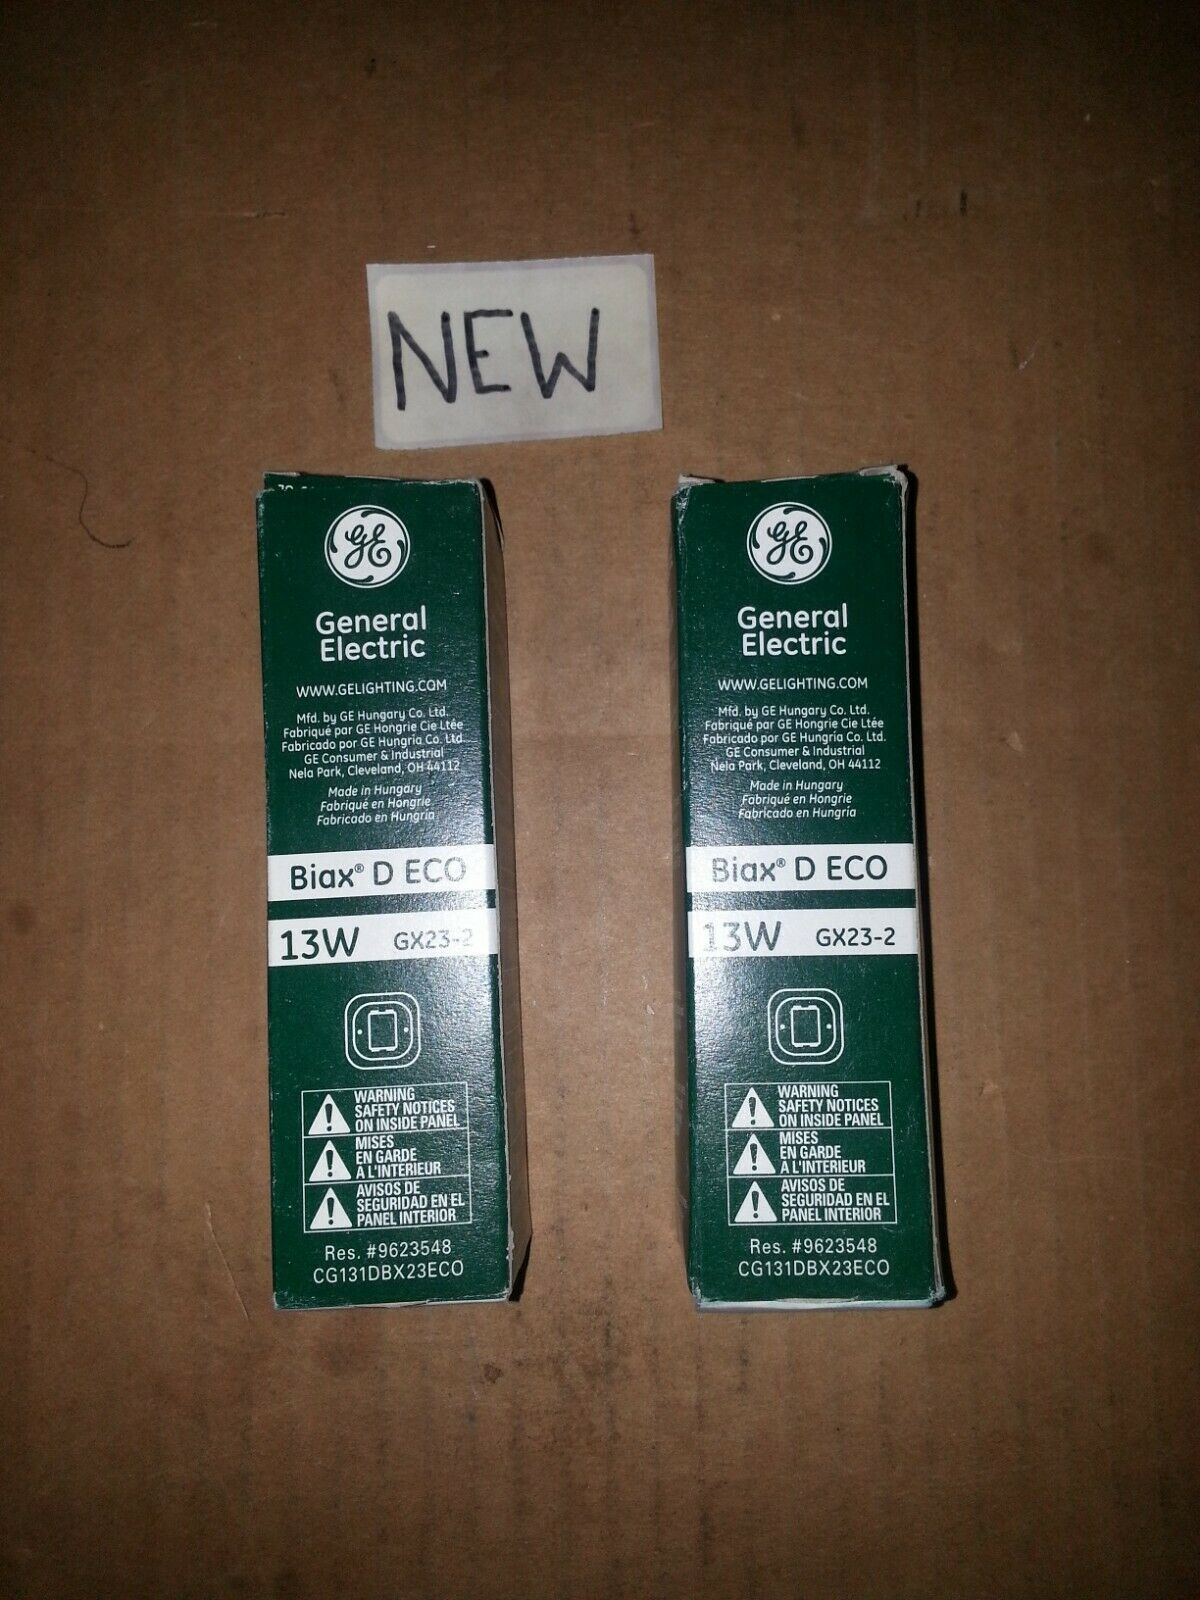 NEW
GE
General
Electric
WWW.GELIGHTING.COM
Mfd. by GE Hungary Co. Ltd.
Fabriqué par GE Hongrie Cie Ltée
Fabricado por GE Hungria Co. Ltd
GE Consumer & Industrial
Nela Park, Cleveland, OH 44112
Made in Hungary
Fabriqué en Hongrie
Fabricado en Hungria
Biax® D ECO
13W GX23-2
WARNING
SAFETY NOTICES
ON INSIDE PANEL
MISES
EN GARDE
A L'INTERIEUR
AVISOS DE
SEGURIDAD EN EL
PANEL INTERIOR
Res. #9623548
CG131DBX23ECO
GE
General
Electric
WWW.GELIGHTING.COM
Mfd. by GE Hungary Co. Ltd.
Fabriqué par GE Hongrie Cie Ltée
Fabricado por GE Hungria Co. Ltd.
GE Consumer & Industrial
Nela Park, Cleveland, OH 44112
Made in Hungary
Fabriqué en Hongrie
Fabricado en Hungria
Biax® D ECO
13W GX23-2
WARNING
SAFETY NOTICES
ON INSIDE PANEL
MISES
EN GARDE
A L'INTERIEUR
AVISOS DE
SEGURIDAD EN EL
PANEL INTERIOR
Res. #9623548
CG131DBX23ECO